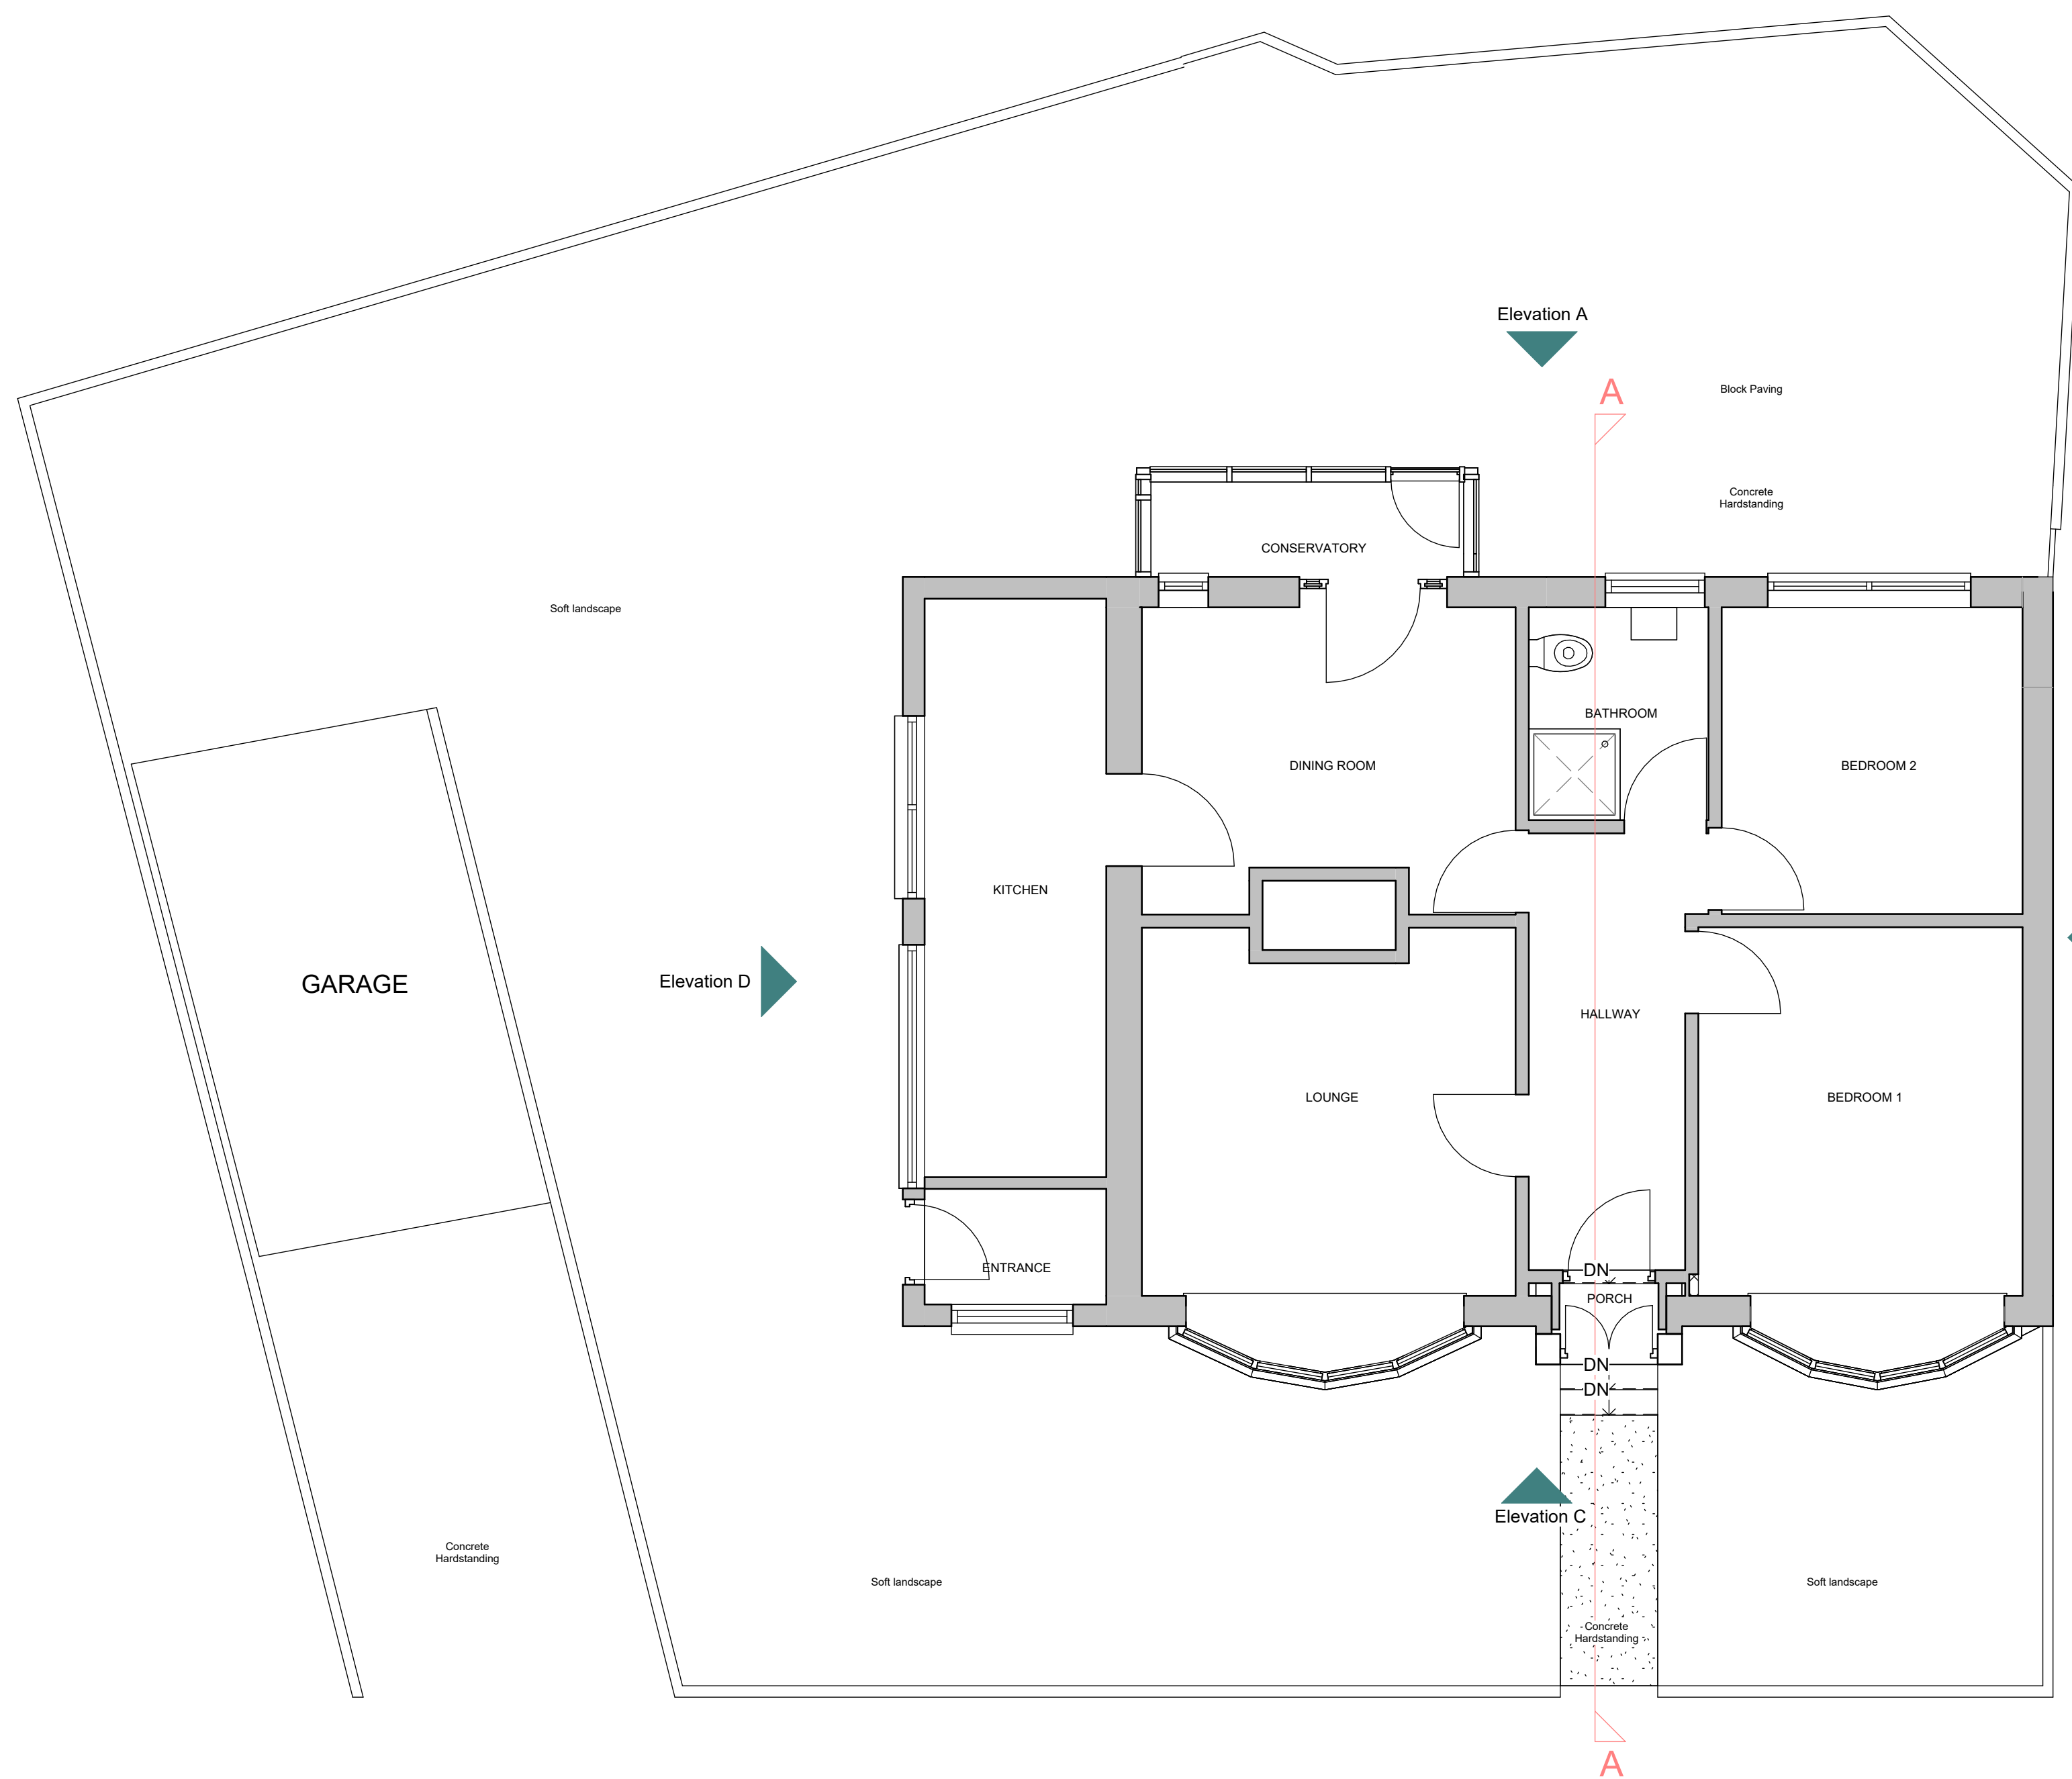 Elevation A
A
Block Paving
Concrete
Hardstanding
CONSERVATORY
Soft landscape
BATHROOM
DINING ROOM
BEDROOM 2
KITCHEN
GARAGE
Elevation D
HALLWAY
LOUNGE
BEDROOM 1
ENTRANCE
DN
PORCH
DN
DN
Elevation C
Concrete
Hardstanding
Soft landscape
Soft landscape
Concrete
Hardstanding
A